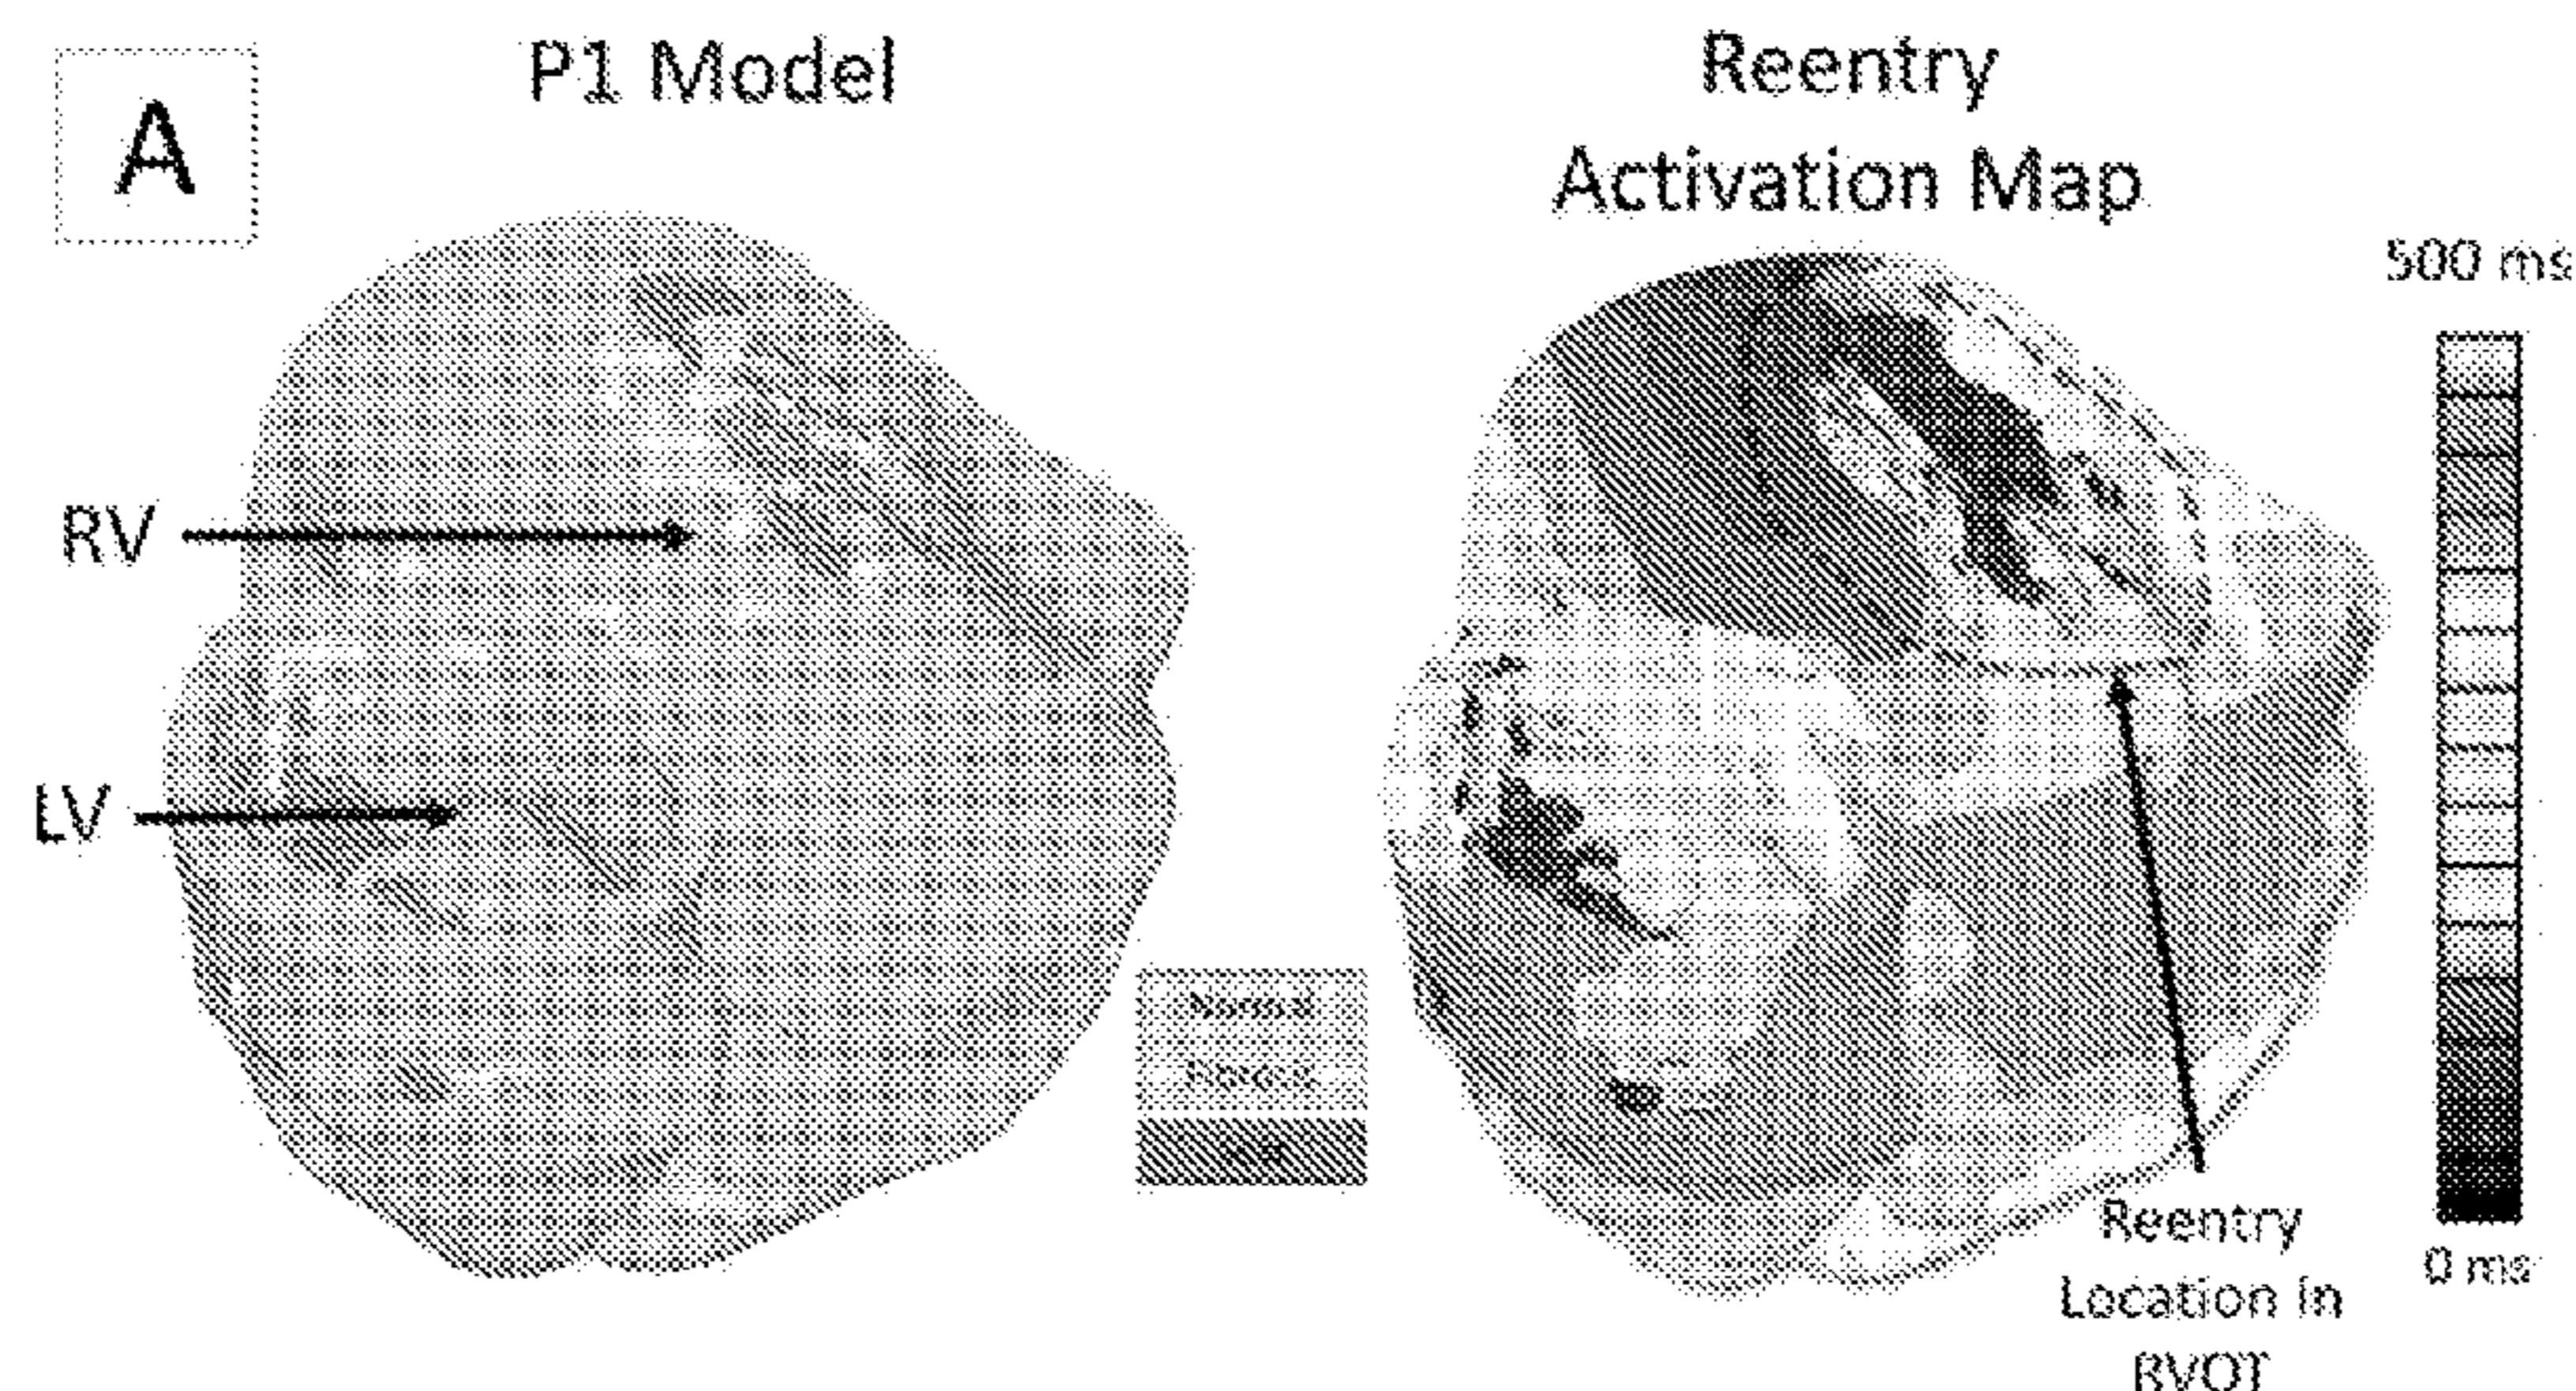 A
P1 Model
Reentry
Activation Map
500 ms
RV
LV
Normal
0 ms
Reentry
Location in
RVOT